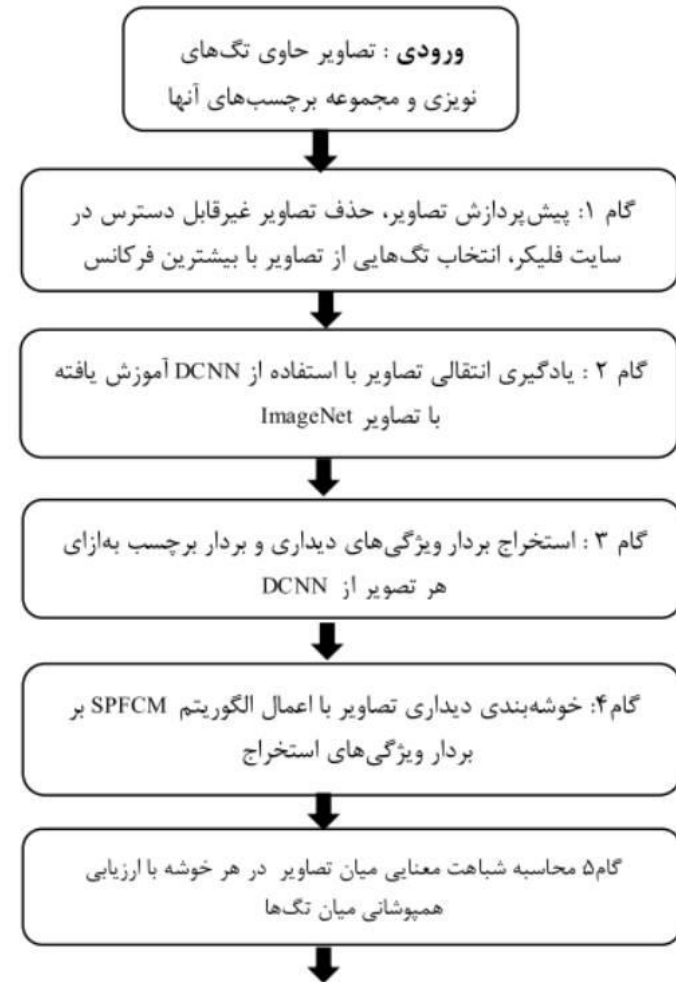 ورودی : تصاویر حاوی تگ‌های
نویزی و مجموعه برچسب‌های آنها
گام ۱: پیش‌پردازش تصاویر، حذف تصاویر غیرقابل دسترس در
سایت فلیکر، انتخاب تگ‌هایی از تصاویر با بیشترین فرکانس
گام ۲ : یادگیری انتقالی تصاویر با استفاده از DCNN آموزش یافته
با تصاویر ImageNet
گام ۳ : استخراج بردار ویژگی‌های دیداری و بردار برچسب به‌ازای
هر تصویر از DCNN
گام۴: خوشه‌بندی دیداری تصاویر با اعمال الگوریتم SPFCM بر
بردار ویژگی‌های استخراج
گام۵ محاسبه شباهت معنایی میان تصاویر در هر خوشه با ارزیابی
همپوشانی میان تگ‌ها